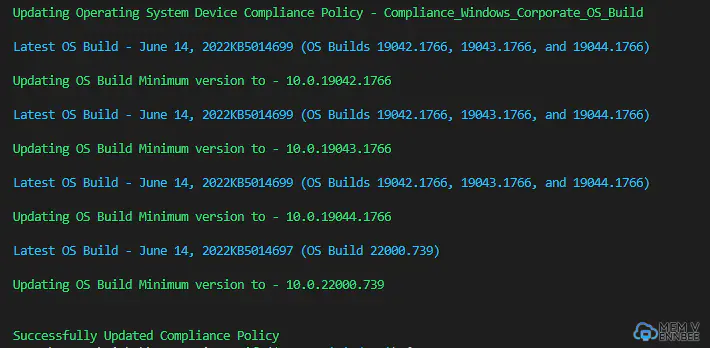 Updating Operating System Device Compliance Policy - Compliance_Windows_Corporate_OS_Build
Latest OS Build - June 14, 2022KB5014699 (OS Builds 19042.1766, 19043.1766, and 19044.1766)
Updating OS Build Minimum version to - 10.0.19042.1766
Latest OS Build - June 14, 2022KB5014699 (OS Builds 19042.1766, 19043.1766, and 19044.1766)
Updating OS Build Minimum version to - 10.0.19043.1766
Latest OS Build - June 14, 2022KB5014699 (OS Builds 19042.1766, 19043.1766, and 19044.1766)
Updating OS Build Minimum version to - 10.0.19044.1766
Latest OS Build - June 14, 2022KB5014697 (OS Build 22000.739)
Updating OS Build Minimum version to - 10.0.22000.739
Successfully Updated Compliance Policy
MEM V
ENNBEE